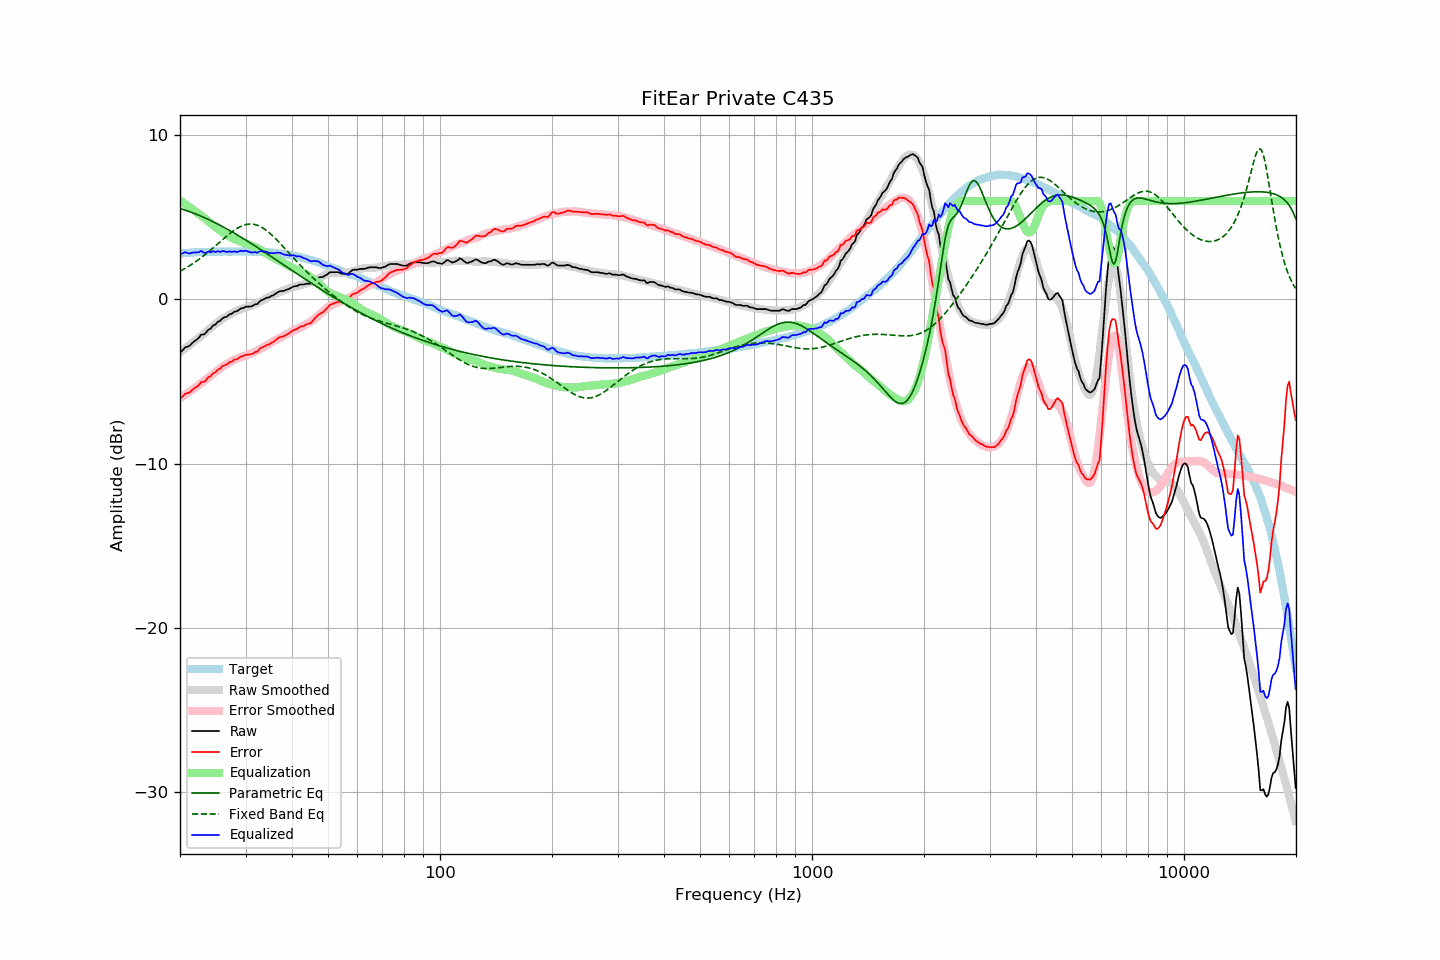 FitEar Private C435
10
0
−10
−20
−30
Amplitude (dBr)
Target
Raw Smoothed
Error Smoothed
Raw
Error
Equalization
Parametric Eq
Fixed Band Eq
Equalized
100
1000
10000
Frequency (Hz)